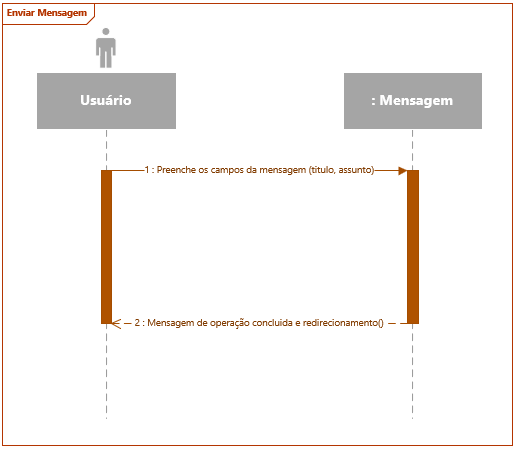 Enviar Mensagem
Usuário
: Mensagem
1 : Preenche os campos da mensagem (titulo, assunto)
2 : Mensagem de operação concluida e redirecionamento()